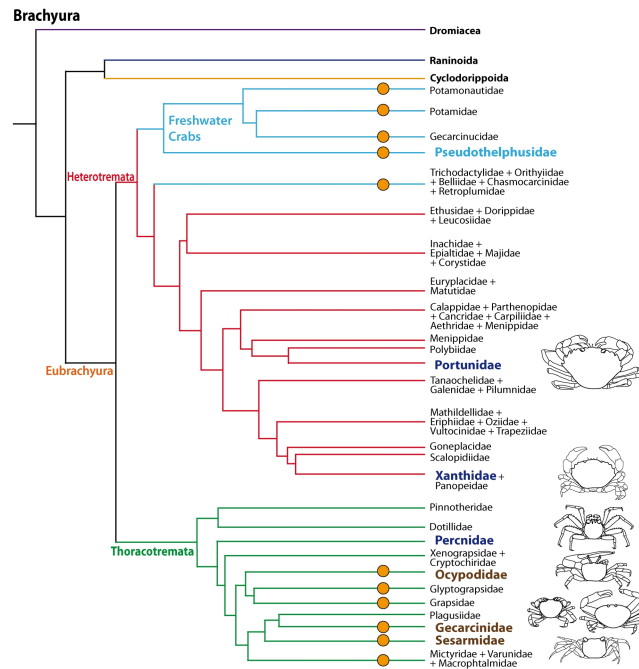 Brachyura
Dromiacea
Raninoida
Cyclodorippoida
Potamonautidae
Potamidae
Freshwater
Crabs
Gecarcinucidae
Pseudothelphusidae
Heterotremata
Trichodactylidae + Orithyiidae
+ Belliidae + Chasmocarcinidae
+ Retroplumidae
Ethusidae + Dorippidae
+ Leucosiidae
Inachidae +
Epialtidae + Majidae
+ Corystidae
Euryplacidae +
Matutidae
Calappidae + Parthenopidae
+ Cancridae + Carpiliidae +
Aethridae + Menippidae
Menippidae
Polybiidae
Portunidae
Eubrachyura
Tanaochelidae +
Galenidae + Pilumnidae
Mathildellidae +
Eriphiidae + Oziidae +
Vultocinidae + Trapeziidae
Goneplacidae
Scalopidiidae
Xanthidae +
Panopeidae
Pinnotheridae
Dotillidae
Percnidae
Thoracotremata
Xenograpsidae +
Cryptochiridae
Ocypodidae
Glyptograpsidae
Grapsidae
Plagusiidae
Gecarcinidae
Sesarmidae
Mictyridae + Varunidae
+ Macrophtalmidae